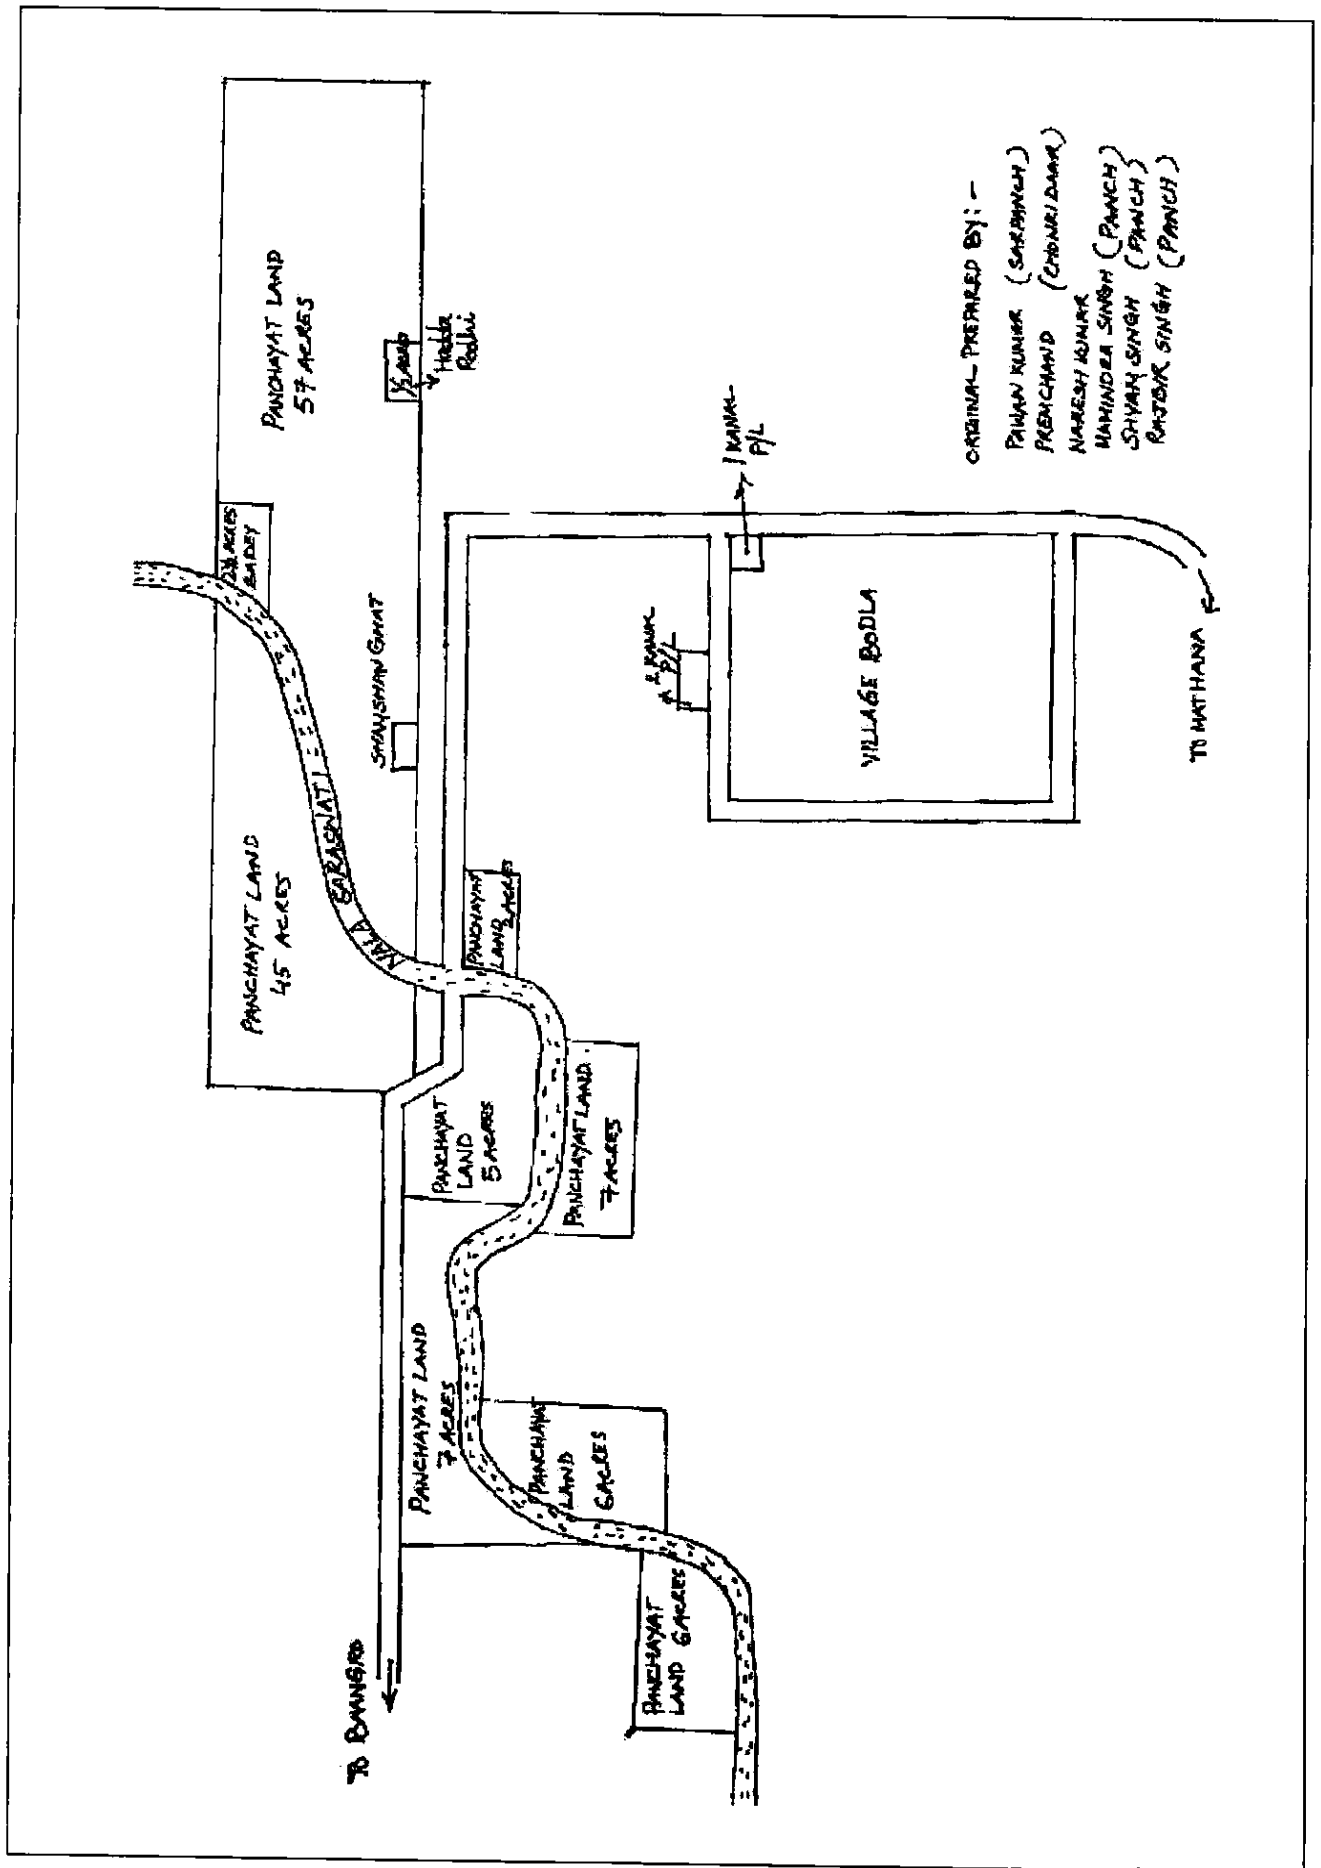 PANCHAYAT LAND
57 ACRES
2½ ACRES
1/2 ACRE
Hadda
Rodhi
SHAMSHAN GHAT
PANCHAYAT LAND
45 ACRES
NALA SARASWATI
PANCHAYAT
LAND 2 ACRES
PANCHAYAT
LAND
5 ACRES
PANCHAYAT LAND
7 ACRES
PANCHAYAT LAND
7 ACRES
PANCHAYAT
LAND
6 ACRES
PANCHAYAT
LAND 6 ACRES
TO BAANGRO
1 KANAL
P/L
KANAL
P/L
VILLAGE BODLA
TO MATHANA
ORIGINAL PREPARED BY:-
PAWAN KUMAR (SARPANCH)
PREMCHAND (CHOWKIDAAR)
NARESH KUMAR
MAHINDRA SINGH (PANCH)
SHYAM SINGH (PANCH)
RAJBIR SINGH (PANCH)